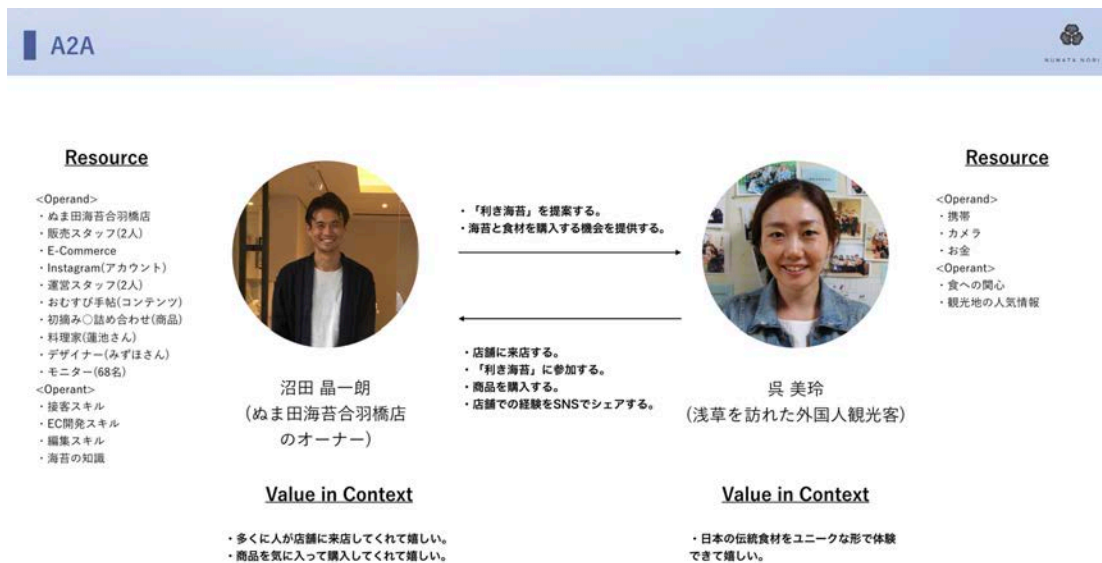 A2A
NUMATA NORI
Resource
<Operand>
・ぬま田海苔合羽橋店
・販売スタッフ(2人)
・E-Commerce
・Instagram(アカウント)
・運営スタッフ(2人)
・おむすび手帖(コンテンツ)
・初摘み〇詰め合わせ(商品)
・料理家(蓮池さん)
・デザイナー(みずほさん)
・モニター(68名)
<Operant>
・接客スキル
・EC開発スキル
・編集スキル
・海苔の知識
沼田 晶一朗
(ぬま田海苔合羽橋店
のオーナー)
・「利き海苔」を提案する。
・海苔と食材を購入する機会を提供する。
・店舗に来店する。
・「利き海苔」に参加する。
・商品を購入する。
・店舗での経験をSNSでシェアする。
呉 美玲
(浅草を訪れた外国人観光客)
Resource
<Operand>
・携帯
・カメラ
・お金
<Operant>
・食への関心
・観光地の人気情報
Value in Context
・多くに人が店舗に来店してくれて嬉しい。
・商品を気に入って購入してくれて嬉しい。
Value in Context
・日本の伝統食材をユニークな形で体験
できて嬉しい。